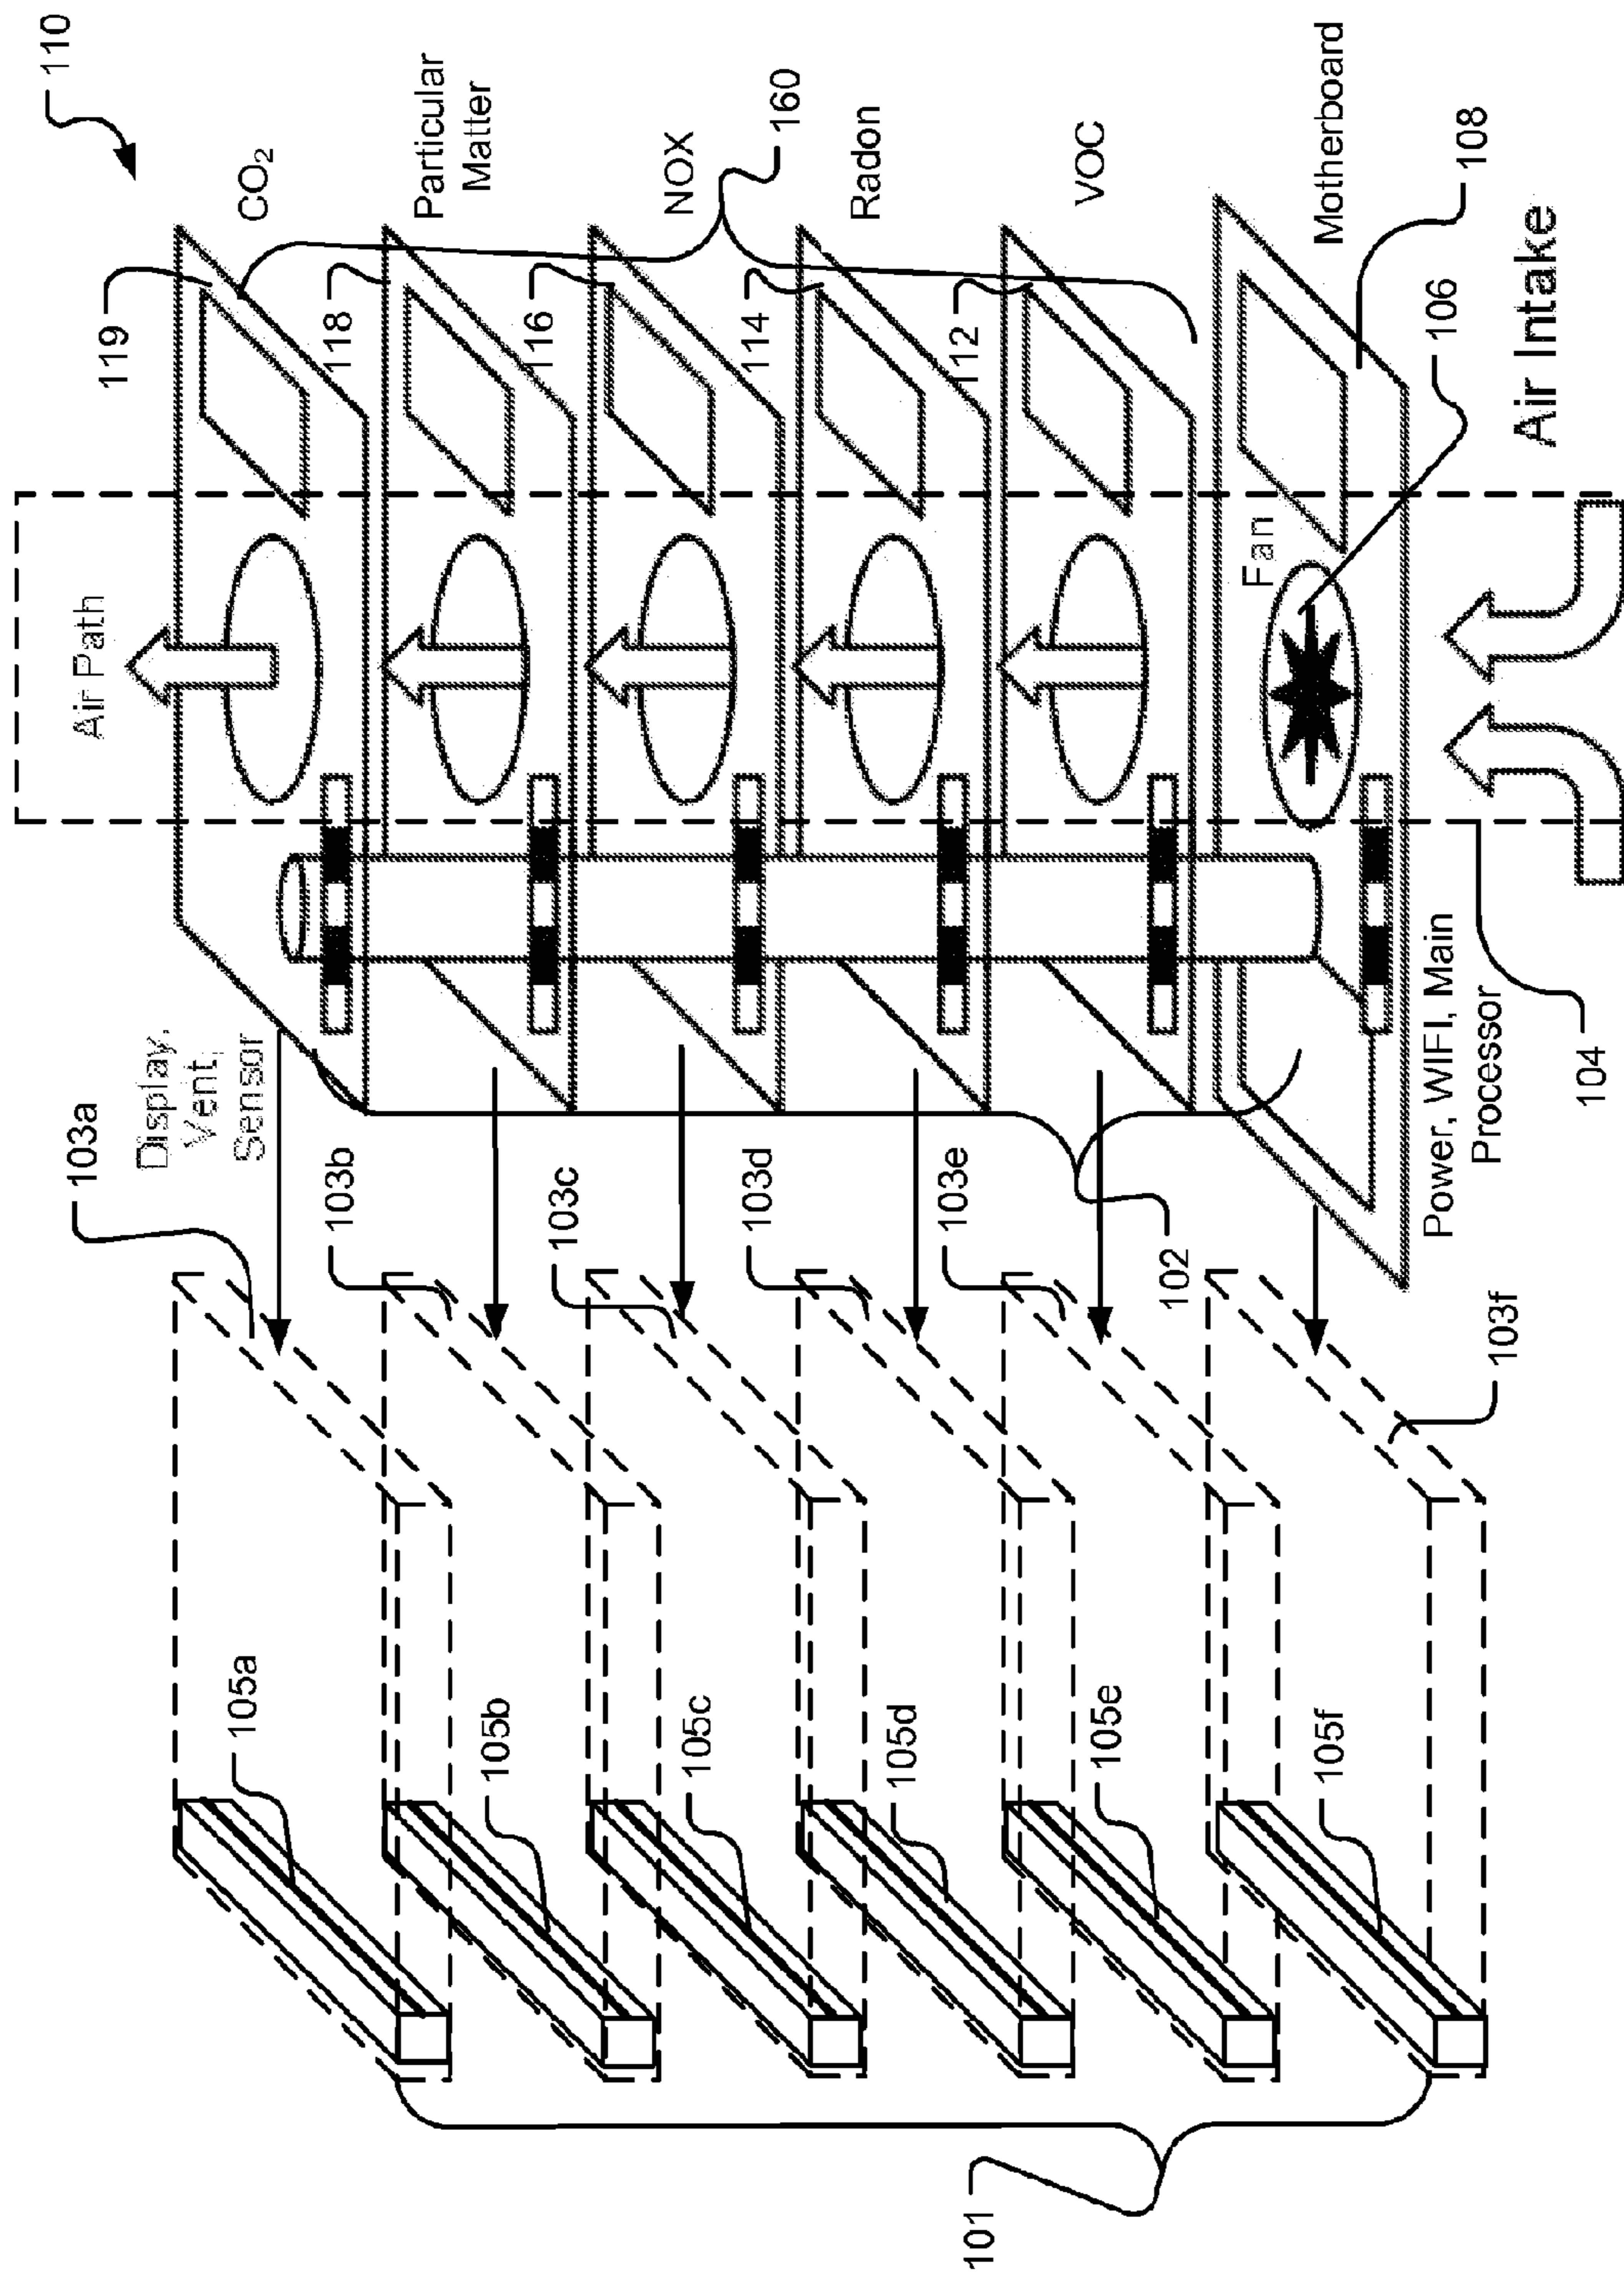 110
CO2
119
Particular
Matter
118
NOX
160
116
Radon
114
VOC
112
Motherboard
108
106
Air Intake
Air Path
Fan
Display,
Vent,
Sensor
103a
103b
103c
103d
103e
103f
102
Power, WIFI, Main
Processor
104
105a
105b
105c
105d
105e
105f
101